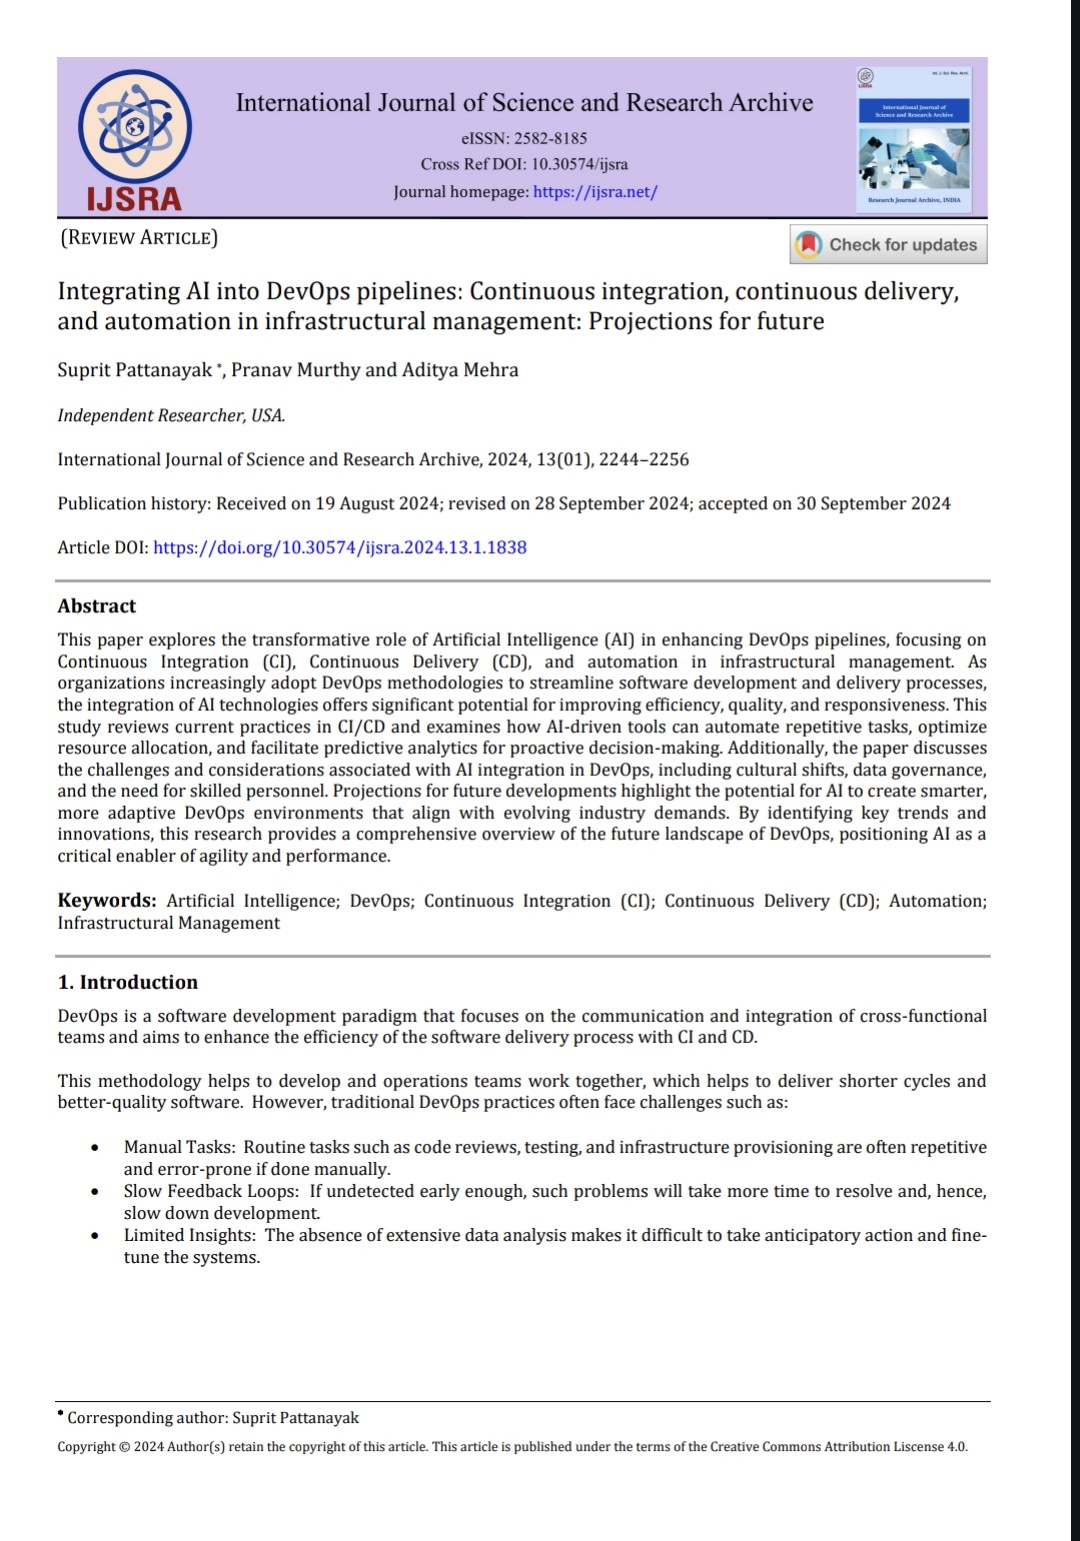 IJSRA
International Journal of Science and Research Archive
eISSN: 2582-8185
Cross Ref DOI: 10.30574/ijsra
Journal homepage: https://ijsra.net/
IJSRA
Int. J. Sci. Res. Arch.
International Journal of
Science and Research Archive
Research Journal Archive, INDIA
(REVIEW ARTICLE)
Check for updates
Integrating AI into DevOps pipelines: Continuous integration, continuous delivery,
and automation in infrastructural management: Projections for future
Suprit Pattanayak *, Pranav Murthy and Aditya Mehra
Independent Researcher, USA.
International Journal of Science and Research Archive, 2024, 13(01), 2244–2256
Publication history: Received on 19 August 2024; revised on 28 September 2024; accepted on 30 September 2024
Article DOI: https://doi.org/10.30574/ijsra.2024.13.1.1838
Abstract
This paper explores the transformative role of Artificial Intelligence (AI) in enhancing DevOps pipelines, focusing on
Continuous Integration (CI), Continuous Delivery (CD), and automation in infrastructural management. As
organizations increasingly adopt DevOps methodologies to streamline software development and delivery processes,
the integration of AI technologies offers significant potential for improving efficiency, quality, and responsiveness. This
study reviews current practices in CI/CD and examines how AI-driven tools can automate repetitive tasks, optimize
resource allocation, and facilitate predictive analytics for proactive decision-making. Additionally, the paper discusses
the challenges and considerations associated with AI integration in DevOps, including cultural shifts, data governance,
and the need for skilled personnel. Projections for future developments highlight the potential for AI to create smarter,
more adaptive DevOps environments that align with evolving industry demands. By identifying key trends and
innovations, this research provides a comprehensive overview of the future landscape of DevOps, positioning AI as a
critical enabler of agility and performance.
Keywords: Artificial Intelligence; DevOps; Continuous Integration (CI); Continuous Delivery (CD); Automation;
Infrastructural Management
1. Introduction
DevOps is a software development paradigm that focuses on the communication and integration of cross-functional
teams and aims to enhance the efficiency of the software delivery process with CI and CD.
This methodology helps to develop and operations teams work together, which helps to deliver shorter cycles and
better-quality software. However, traditional DevOps practices often face challenges such as:
• Manual Tasks: Routine tasks such as code reviews, testing, and infrastructure provisioning are often repetitive
and error-prone if done manually.
• Slow Feedback Loops: If undetected early enough, such problems will take more time to resolve and, hence,
slow down development.
• Limited Insights: The absence of extensive data analysis makes it difficult to take anticipatory action and fine-
tune the systems.
* Corresponding author: Suprit Pattanayak
Copyright © 2024 Author(s) retain the copyright of this article. This article is published under the terms of the Creative Commons Attribution Liscense 4.0.